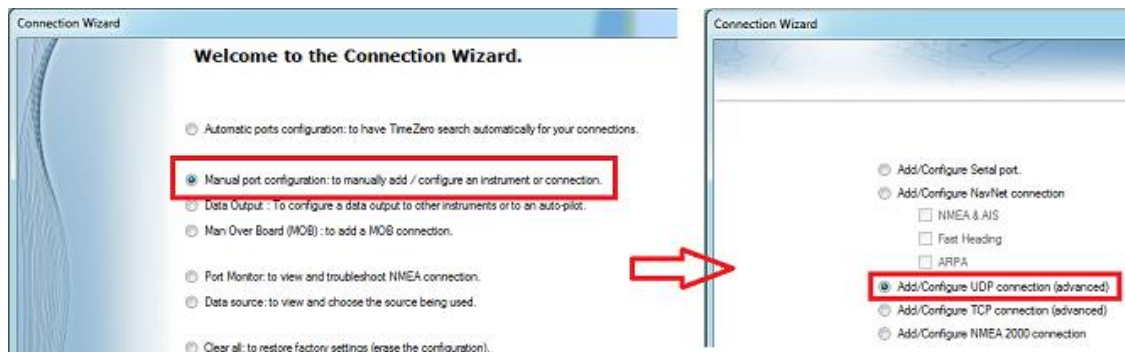 Connection Wizard
Welcome to the Connection Wizard.
Automatic ports configuration: to have TimeZero search automatically for your connections.
Manual port configuration: to manually add / configure an instrument or connection.
Data Output : To configure a data output to other instruments or to an auto-pilot.
Man Over Board (MOB) : to add a MOB connection.
Port Monitor: to view and troubleshoot NMEA connection.
Data source: to view and choose the source being used.
Clear all: to restore factory settings (erase the configuration).
Connection Wizard
Add/Configure Serial port.
Add/Configure NavNet connection
NMEA & AIS
Fast Heading
ARPA
Add/Configure UDP connection (advanced)
Add/Configure TCP connection (advanced)
Add/Configure NMEA 2000 connection